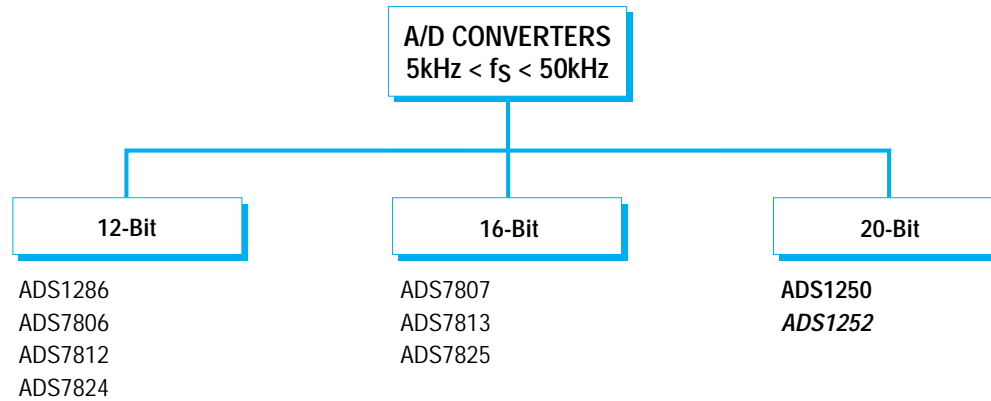 A/D CONVERTERS
5kHz < fS < 50kHz
12-Bit
ADS1286
ADS7806
ADS7812
ADS7824
16-Bit
ADS7807
ADS7813
ADS7825
20-Bit
ADS1250
ADS1252